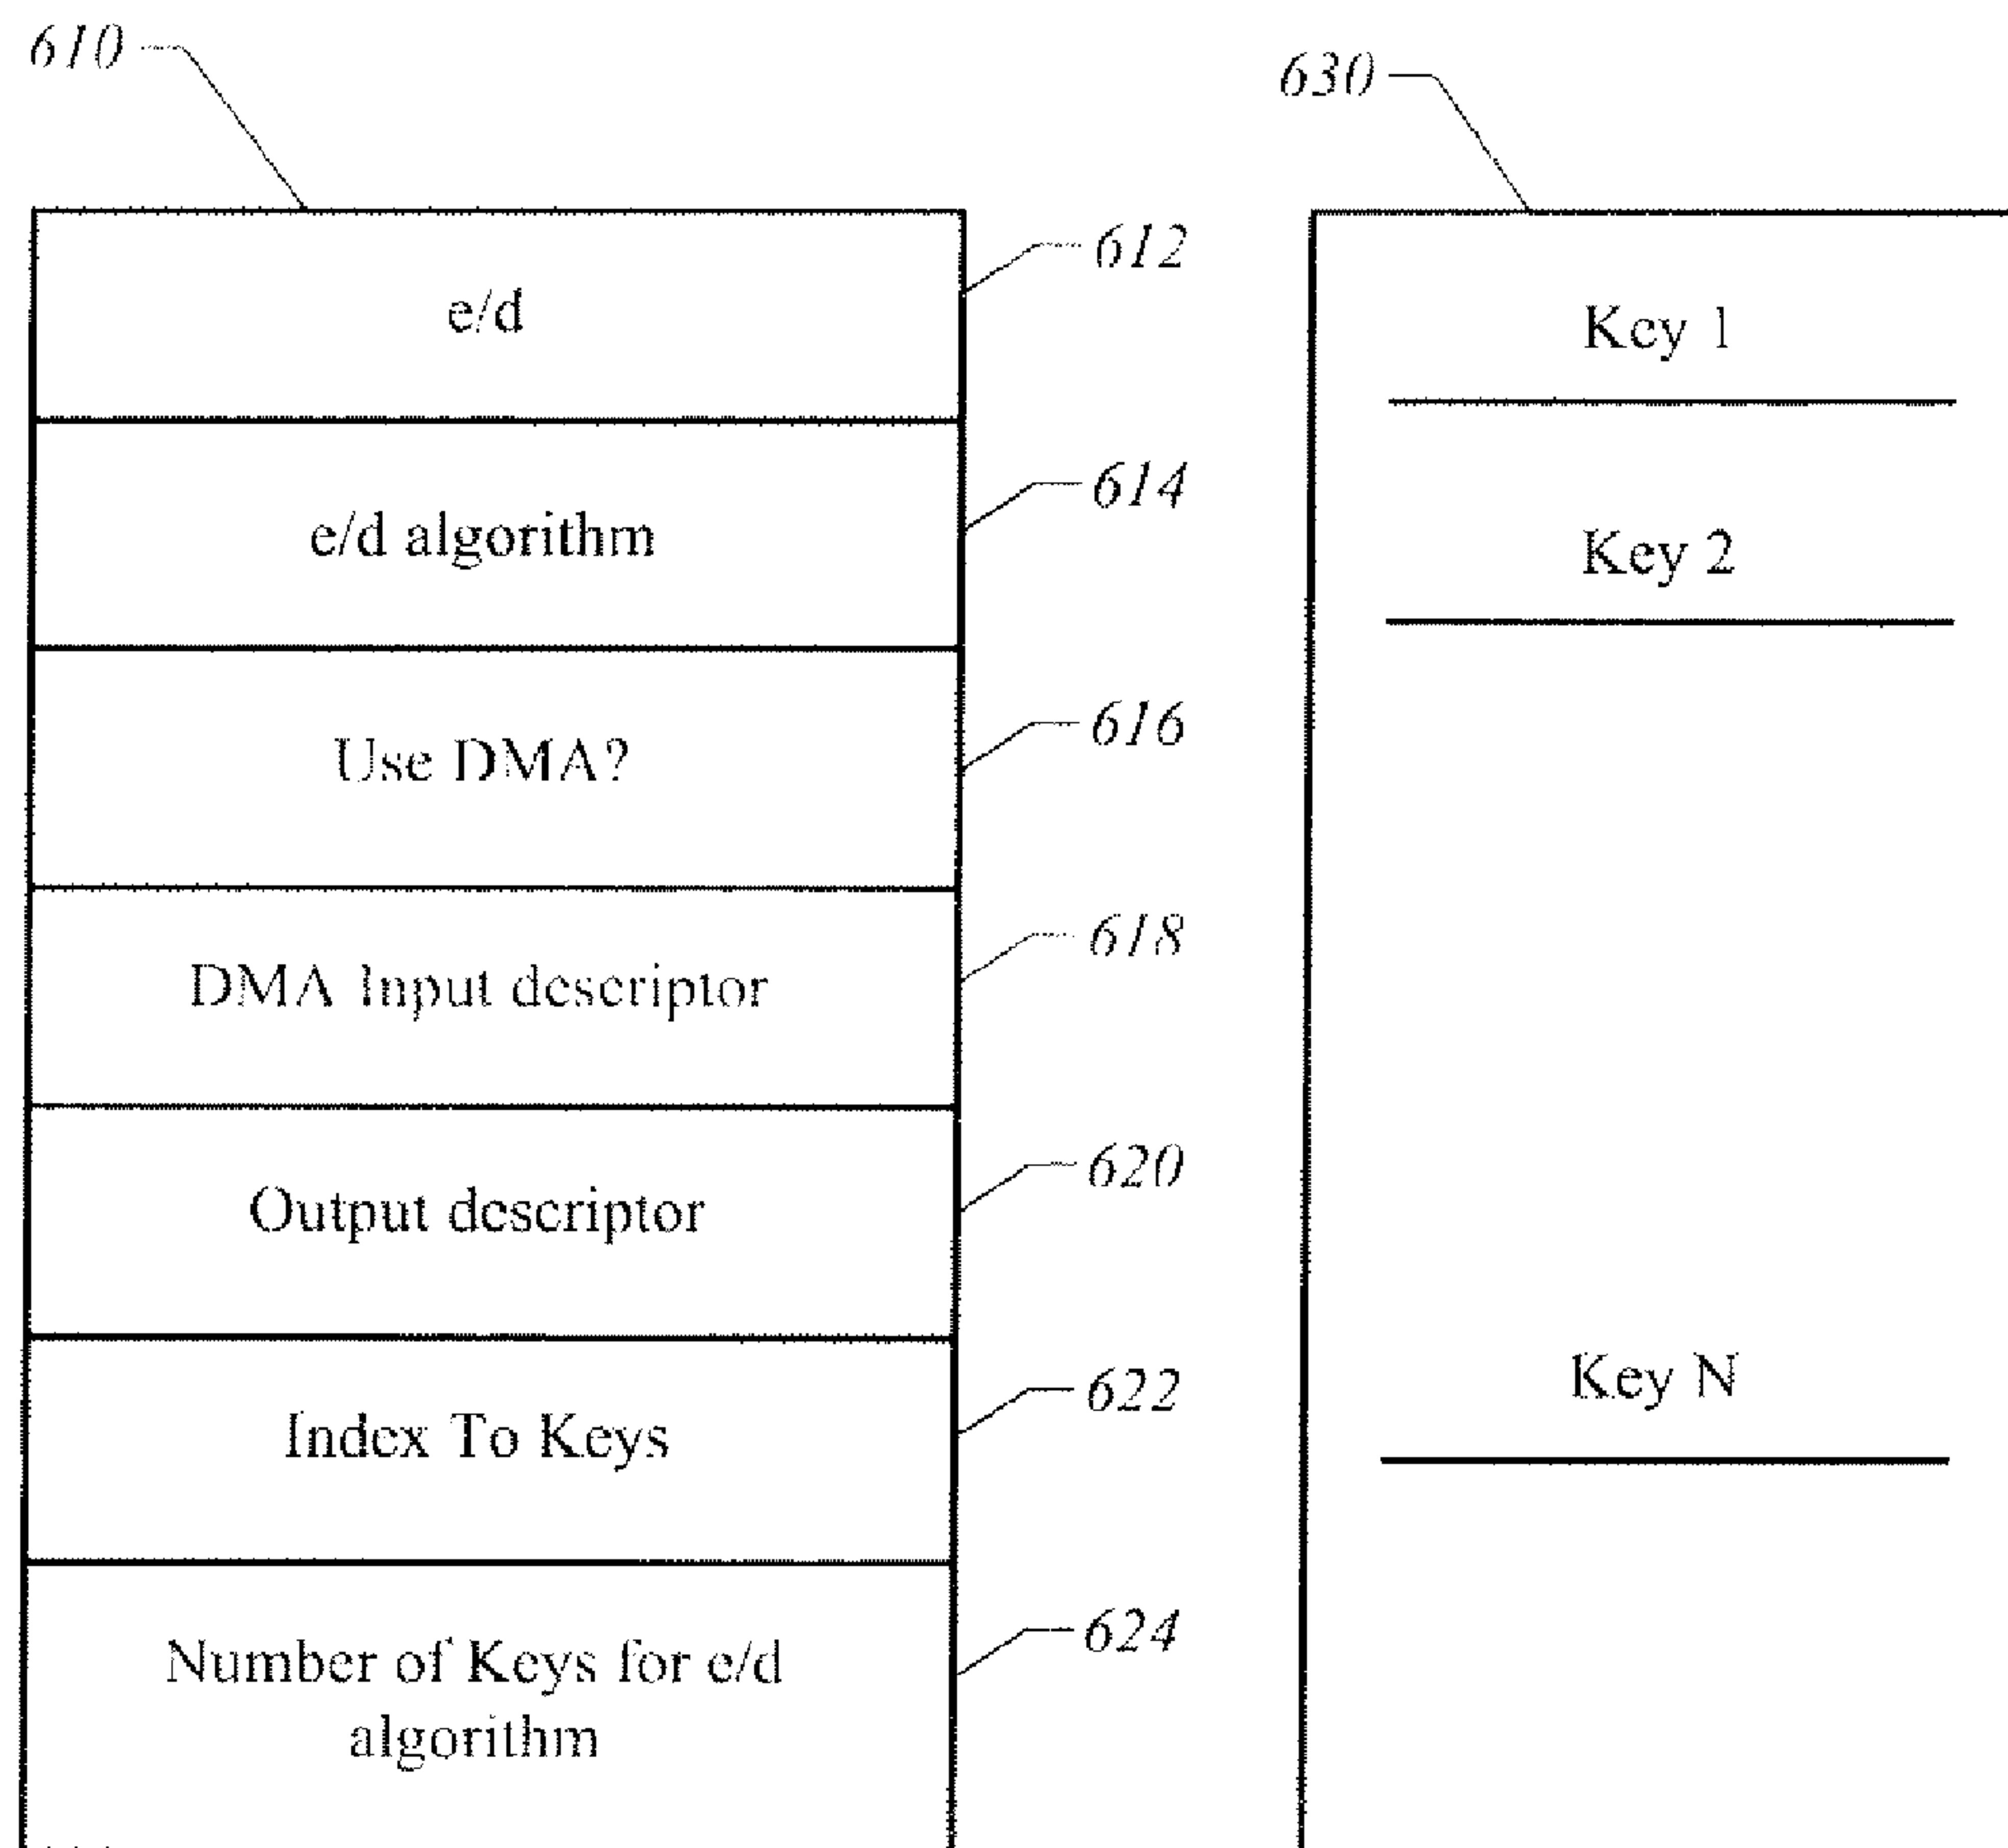 610
630
612
e/d
Key 1
614
e/d algorithm
Key 2
616
Use DMA?
618
DMA Input descriptor
620
Output descriptor
622
Index To Keys
Key N
624
Number of Keys for e/d
algorithm